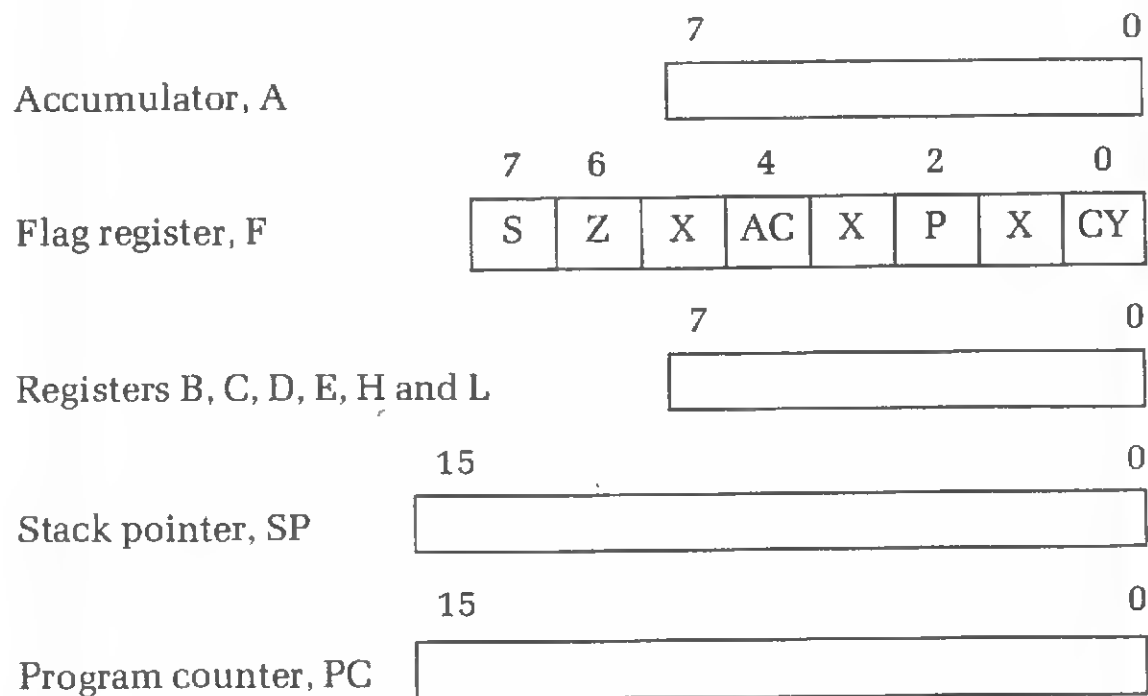 7 0
Accumulator, A
7 6 4 2 0
Flag register, F S Z X AC X P X CY
7 0
Registers B, C, D, E, H and L
15 0
Stack pointer, SP
15 0
Program counter, PC